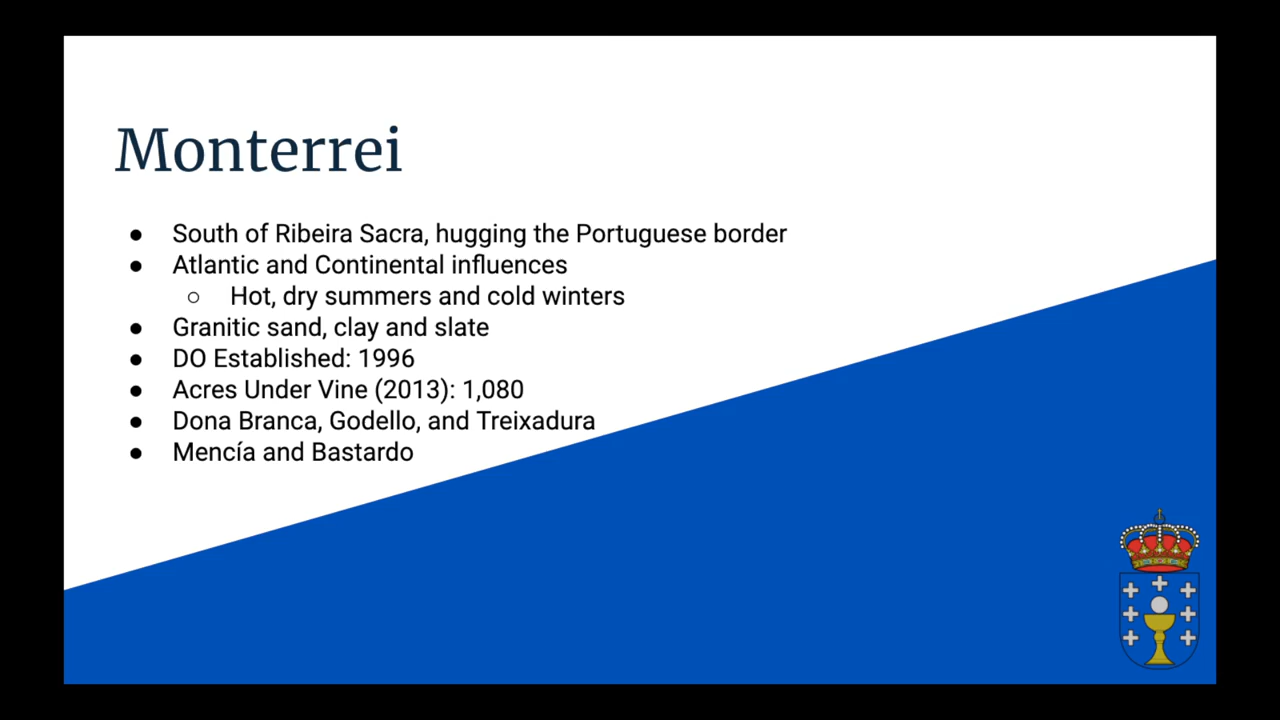 Monterrei
● South of Ribeira Sacra, hugging the Portuguese border
● Atlantic and Continental influences
○ Hot, dry summers and cold winters
● Granitic sand, clay and slate
● DO Established: 1996
● Acres Under Vine (2013): 1,080
● Dona Branca, Godello, and Treixadura
● Mencía and Bastardo